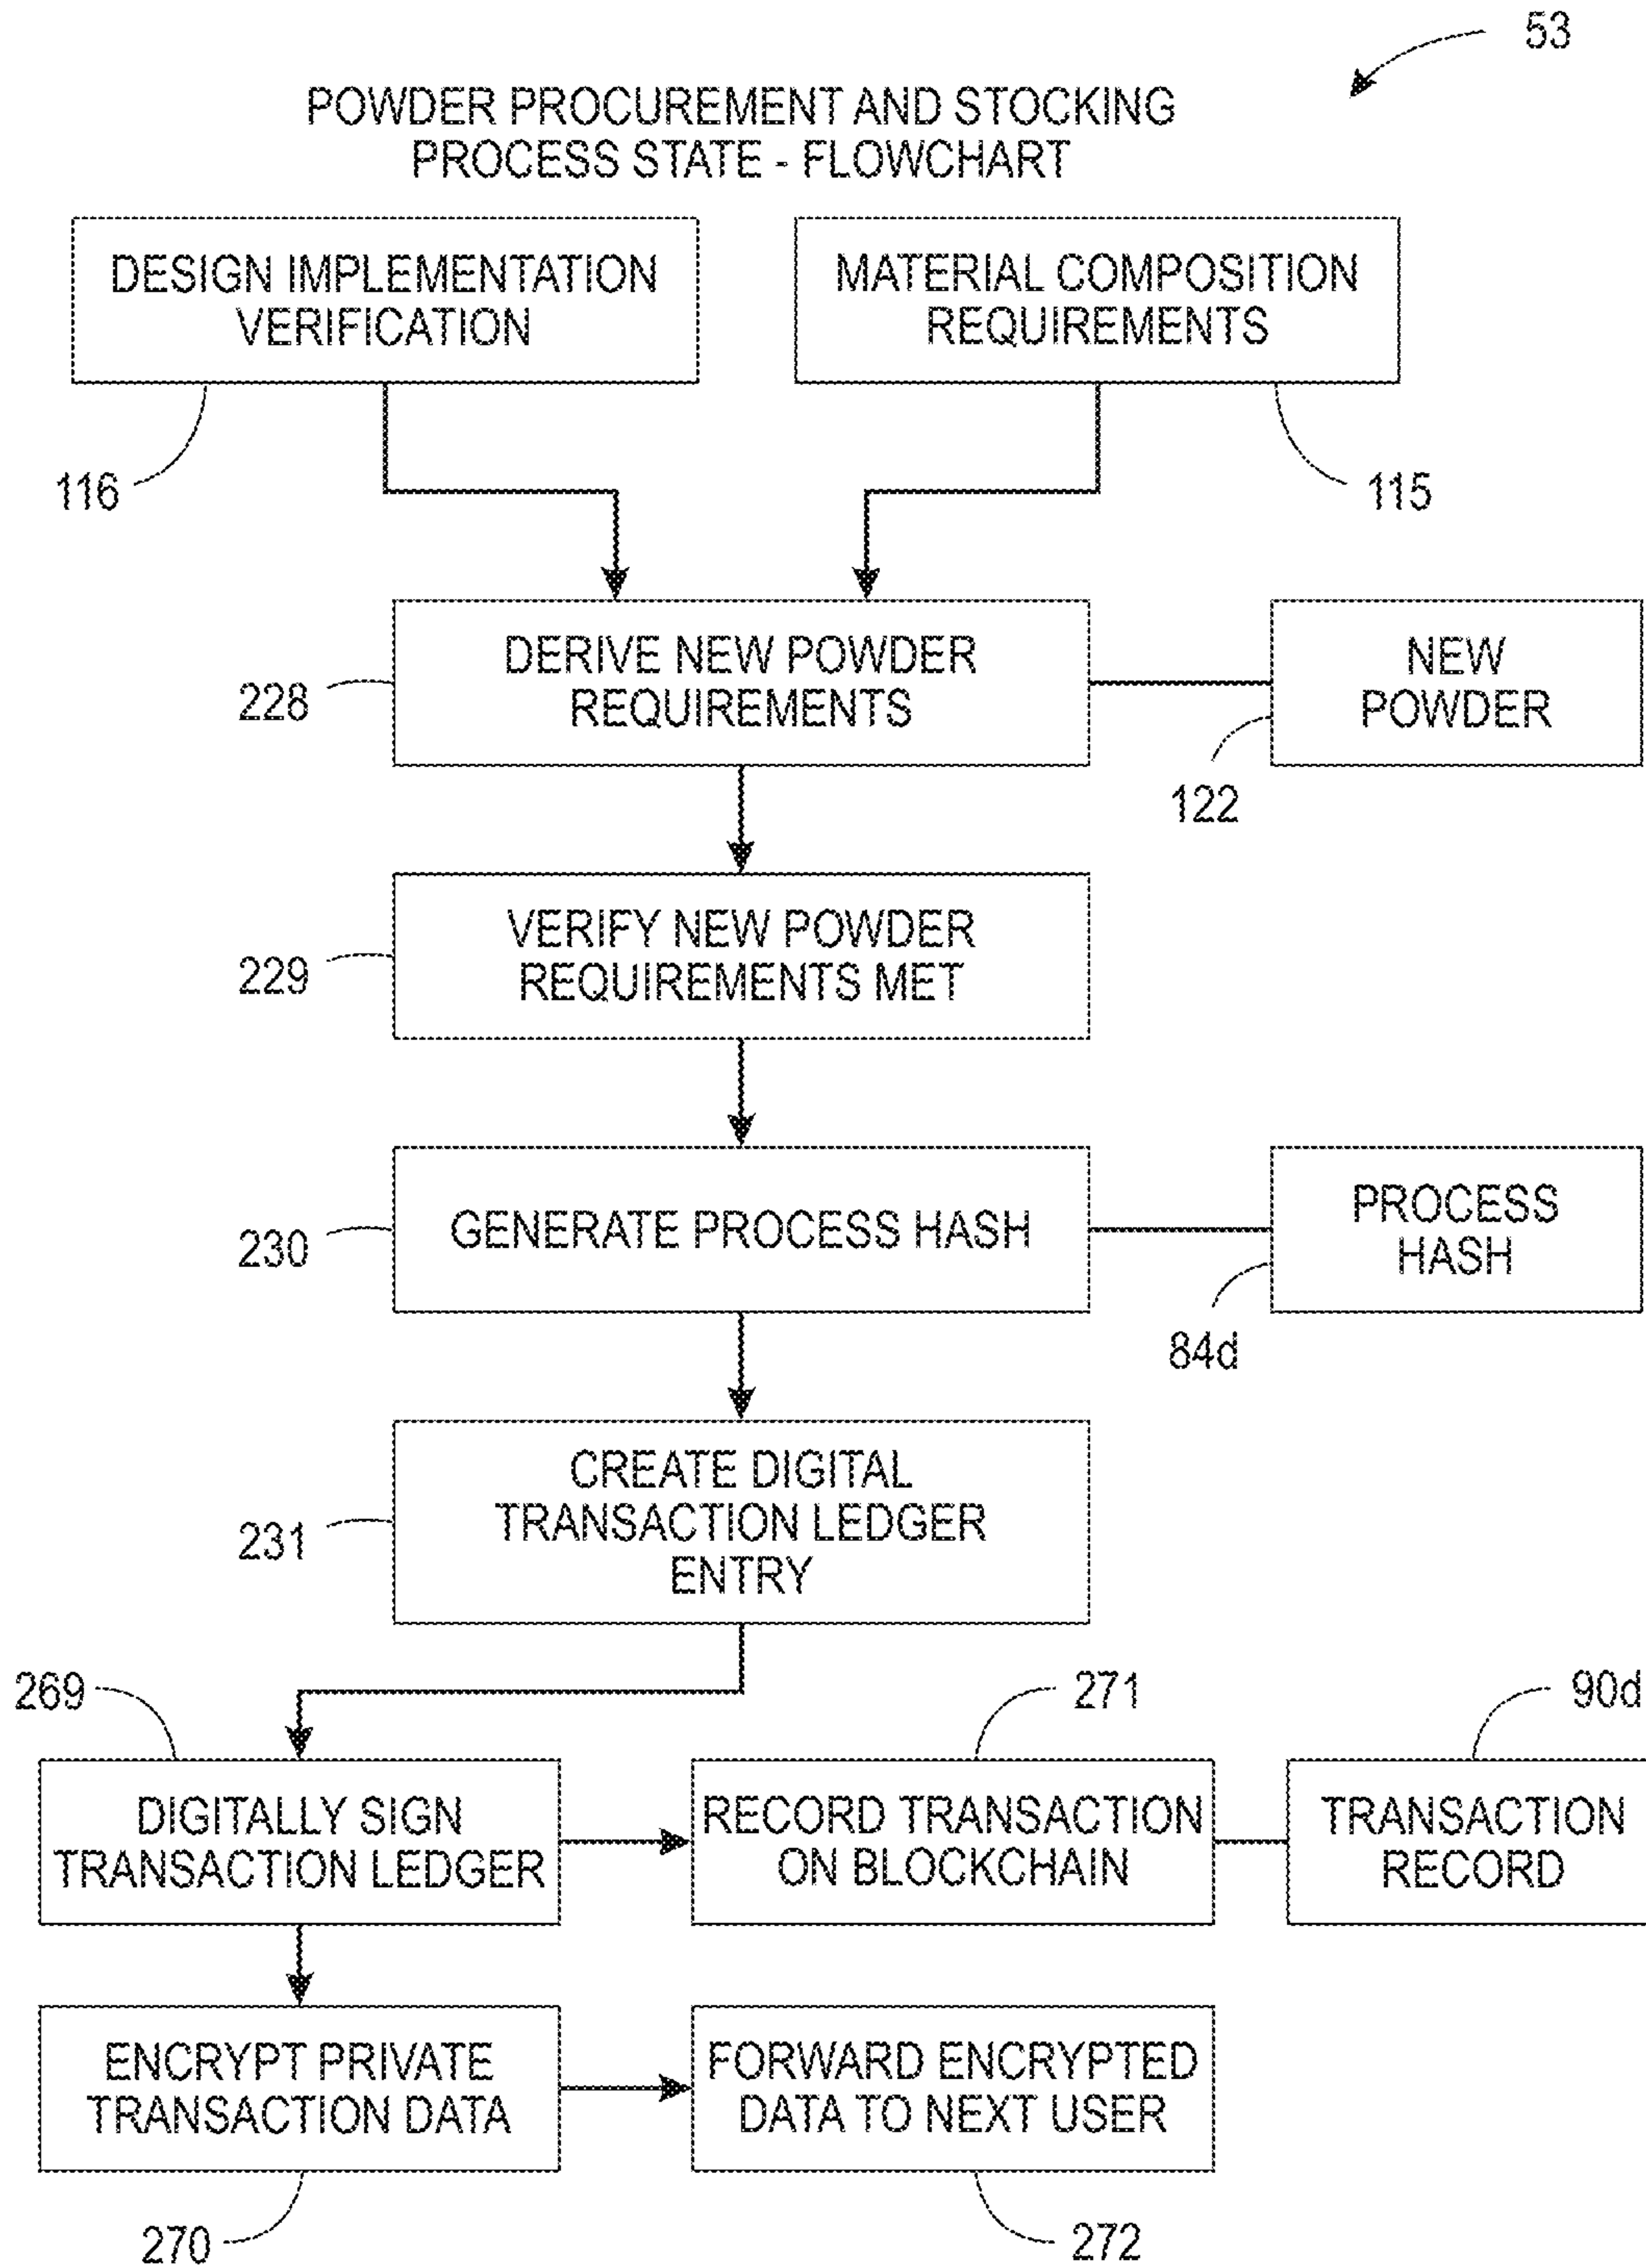 53
POWDER PROCUREMENT AND STOCKING
PROCESS STATE - FLOWCHART
DESIGN IMPLEMENTATION
VERIFICATION
MATERIAL COMPOSITION
REQUIREMENTS
116
115
DERIVE NEW POWDER
REQUIREMENTS
228
NEW
POWDER
122
VERIFY NEW POWDER
REQUIREMENTS MET
229
GENERATE PROCESS HASH
230
PROCESS
HASH
84d
CREATE DIGITAL
TRANSACTION LEDGER
ENTRY
231
269
271
90d
DIGITALLY SIGN
TRANSACTION LEDGER
RECORD TRANSACTION
ON BLOCKCHAIN
TRANSACTION
RECORD
ENCRYPT PRIVATE
TRANSACTION DATA
FORWARD ENCRYPTED
DATA TO NEXT USER
270
272